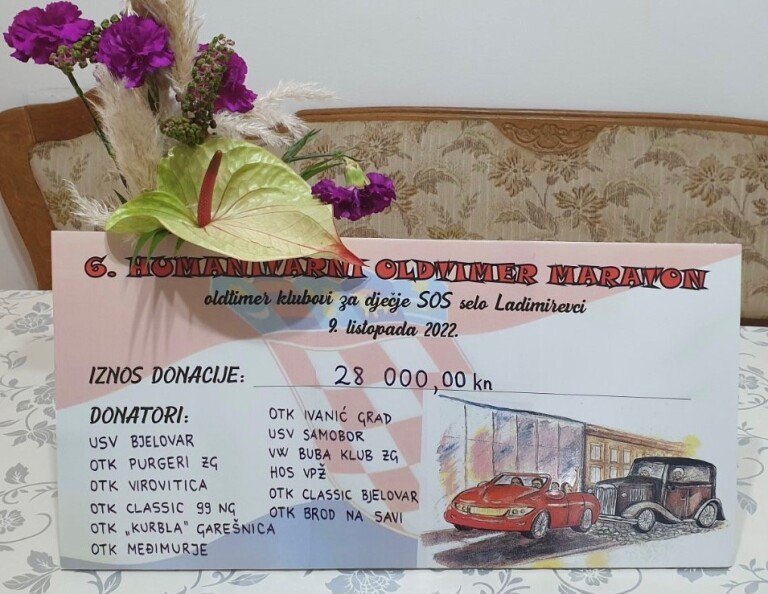 6. HUMANITARNI OLDTIMER MARATON
oldtimer klubovi za dječje SOS selo Ladimirevci
9. listopada 2022.
IZNOS DONACIJE: 28 000,00 kn
DONATORI:
USV BJELOVAR
OTK PURGERI ZG
OTK VIROVITICA
OTK CLASSIC 99 NG
OTK „KURBLA" GAREŠNICA
OTK MEĐIMURJE
OTK IVANIĆ GRAD
USV SAMOBOR
VW BUBA KLUB ZG
HOS VPŽ
OTK CLASSIC BJELOVAR
OTK BROD NA SAVI